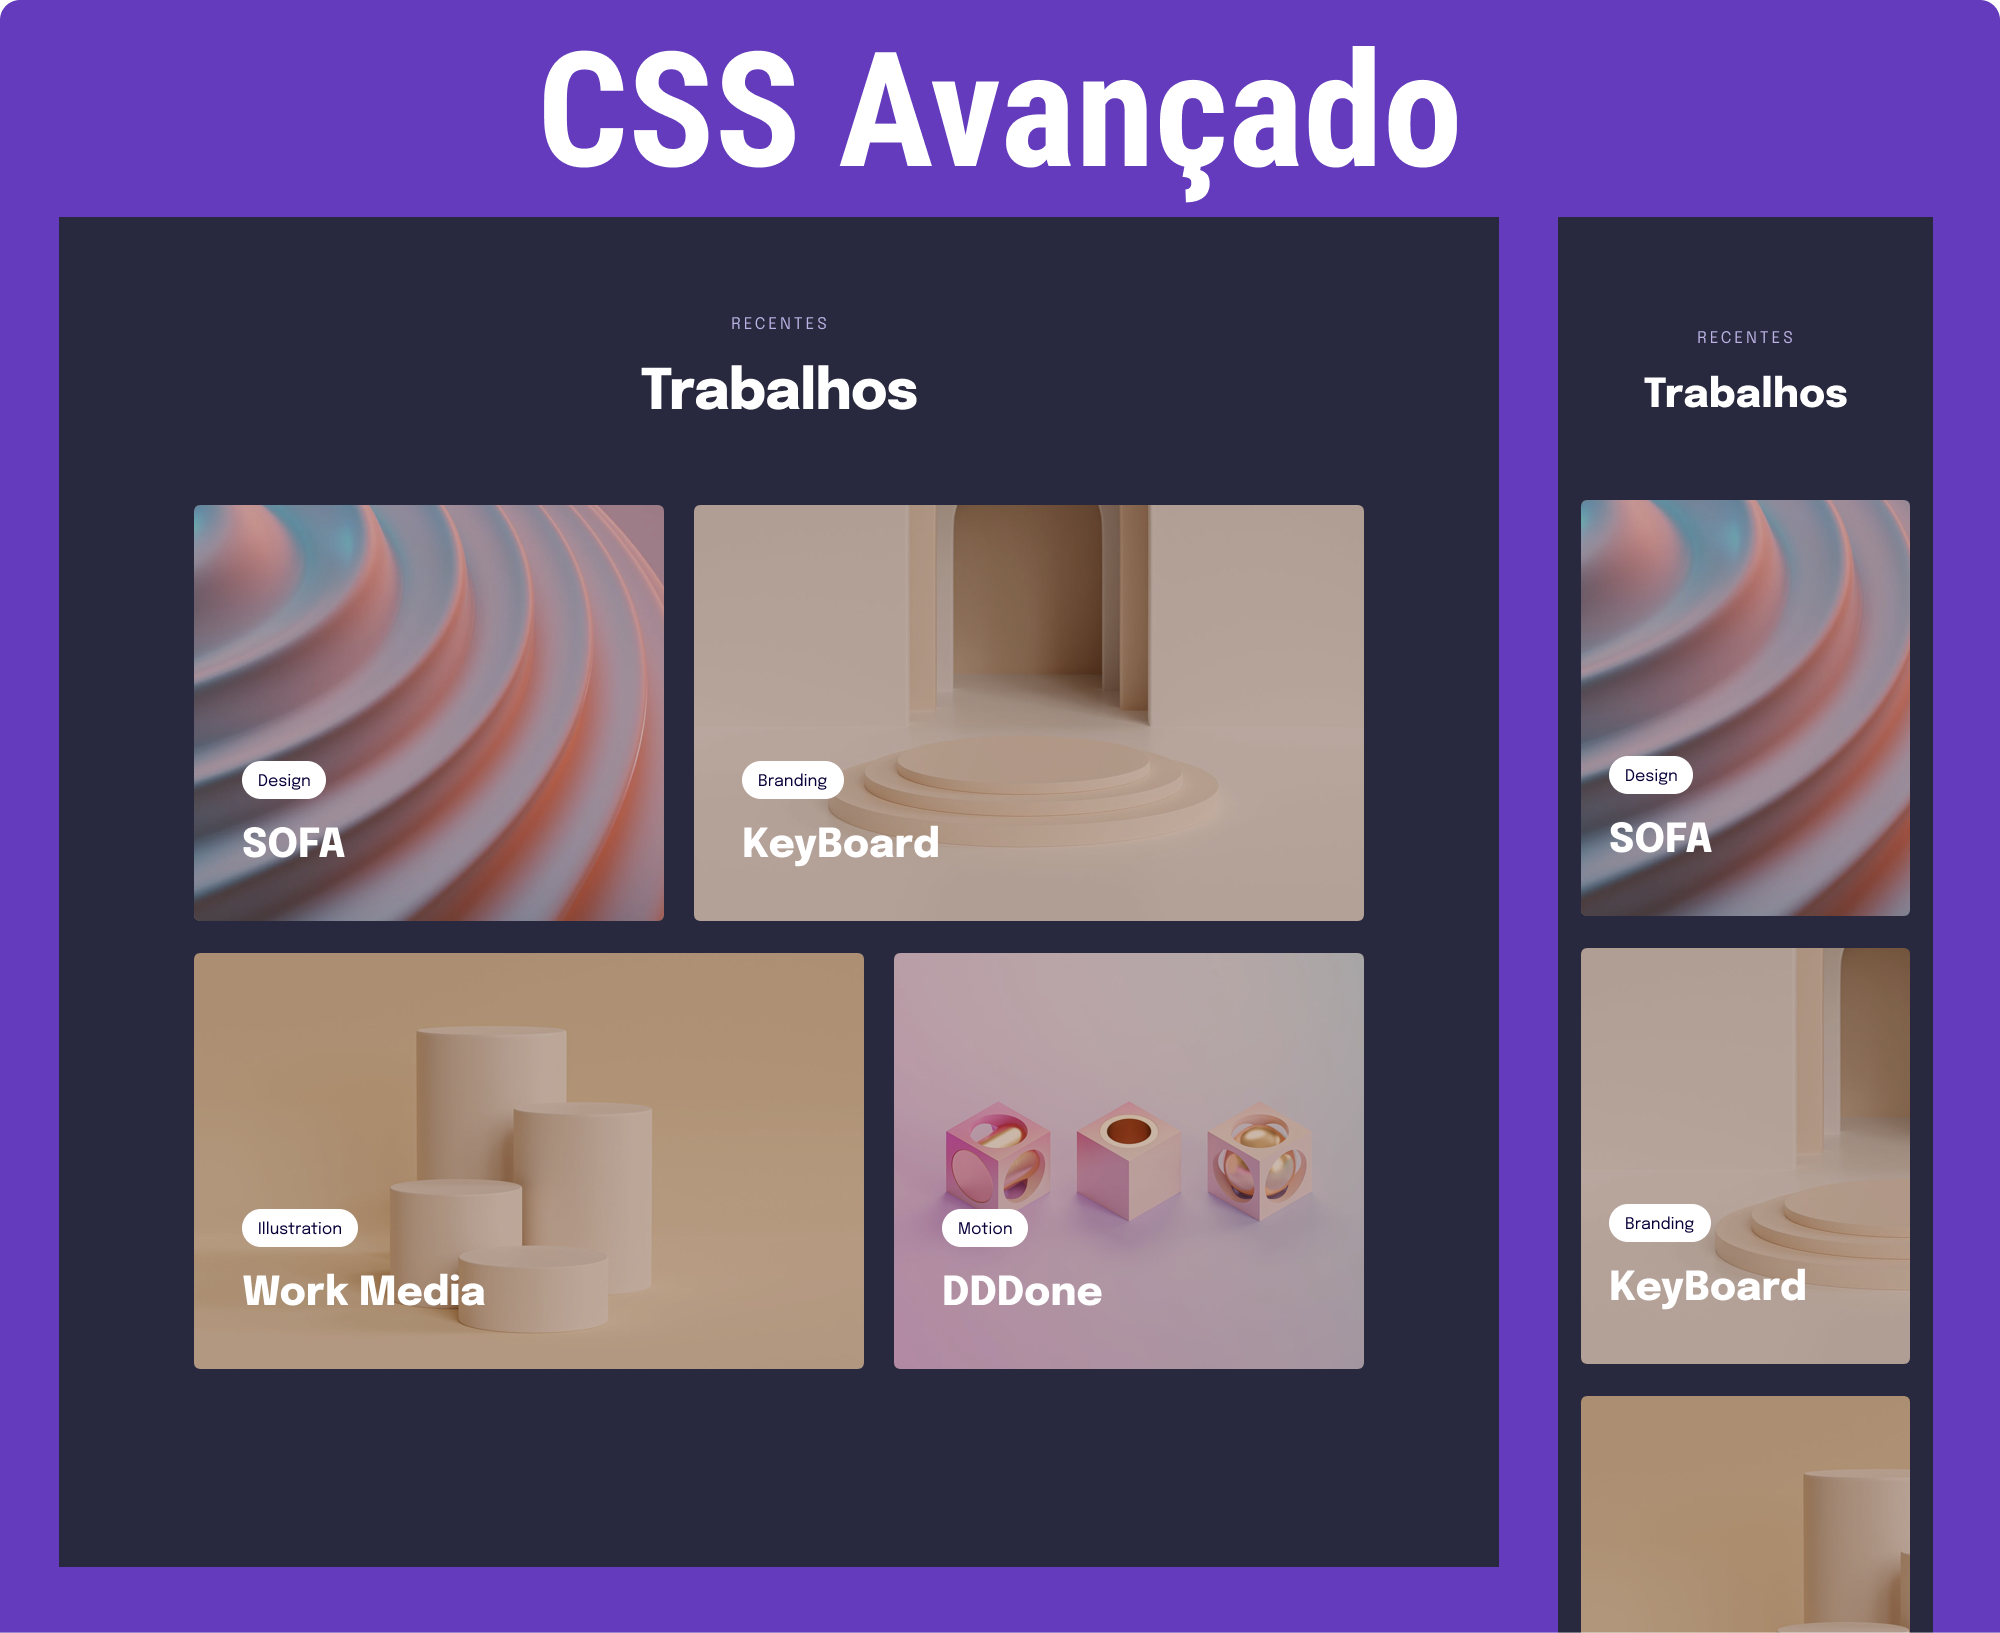 CSS Avançado
RECENTES
Trabalhos
Design
SOFA
Branding
KeyBoard
Illustration
Work Media
Motion
DDDone
RECENTES
Trabalhos
Design
SOFA
Branding
KeyBoard